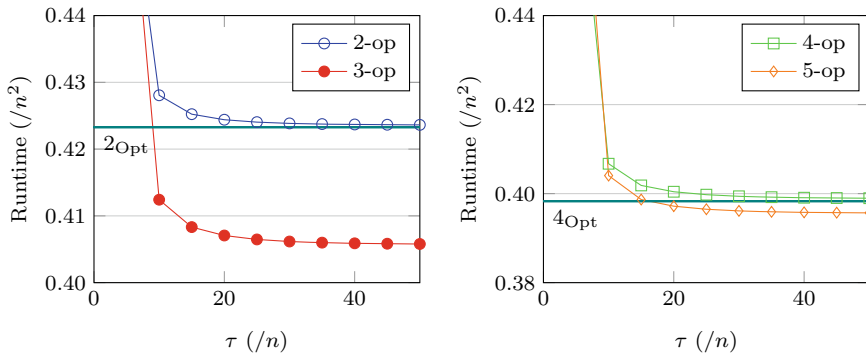 0.44
0.43
0.42
0.41
0.40
0
20
40
Runtime (/n²)
τ (/n)
2-op
3-op
2Opt
0.44
0.42
0.40
0.38
0
20
40
Runtime (/n²)
τ (/n)
4-op
5-op
4Opt